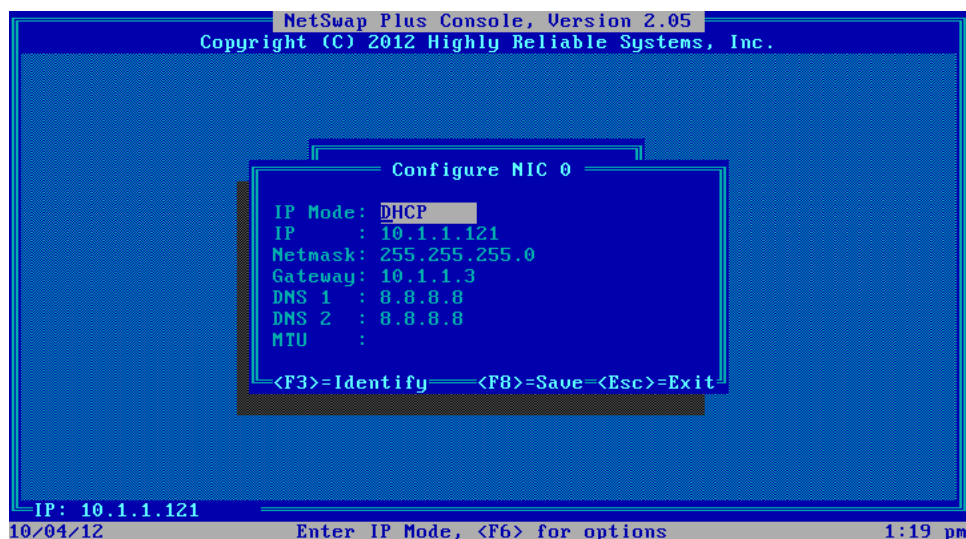 NetSwap Plus Console, Version 2.05
Copyright (C) 2012 Highly Reliable Systems, Inc.
Configure NIC 0
IP Mode: DHCP
IP : 10.1.1.121
Netmask: 255.255.255.0
Gateway: 10.1.1.3
DNS 1 : 8.8.8.8
DNS 2 : 8.8.8.8
MTU :
<F3>=Identify <F8>=Save <Esc>=Exit
IP: 10.1.1.121
10/04/12 Enter IP Mode, <F6> for options 1:19 pm